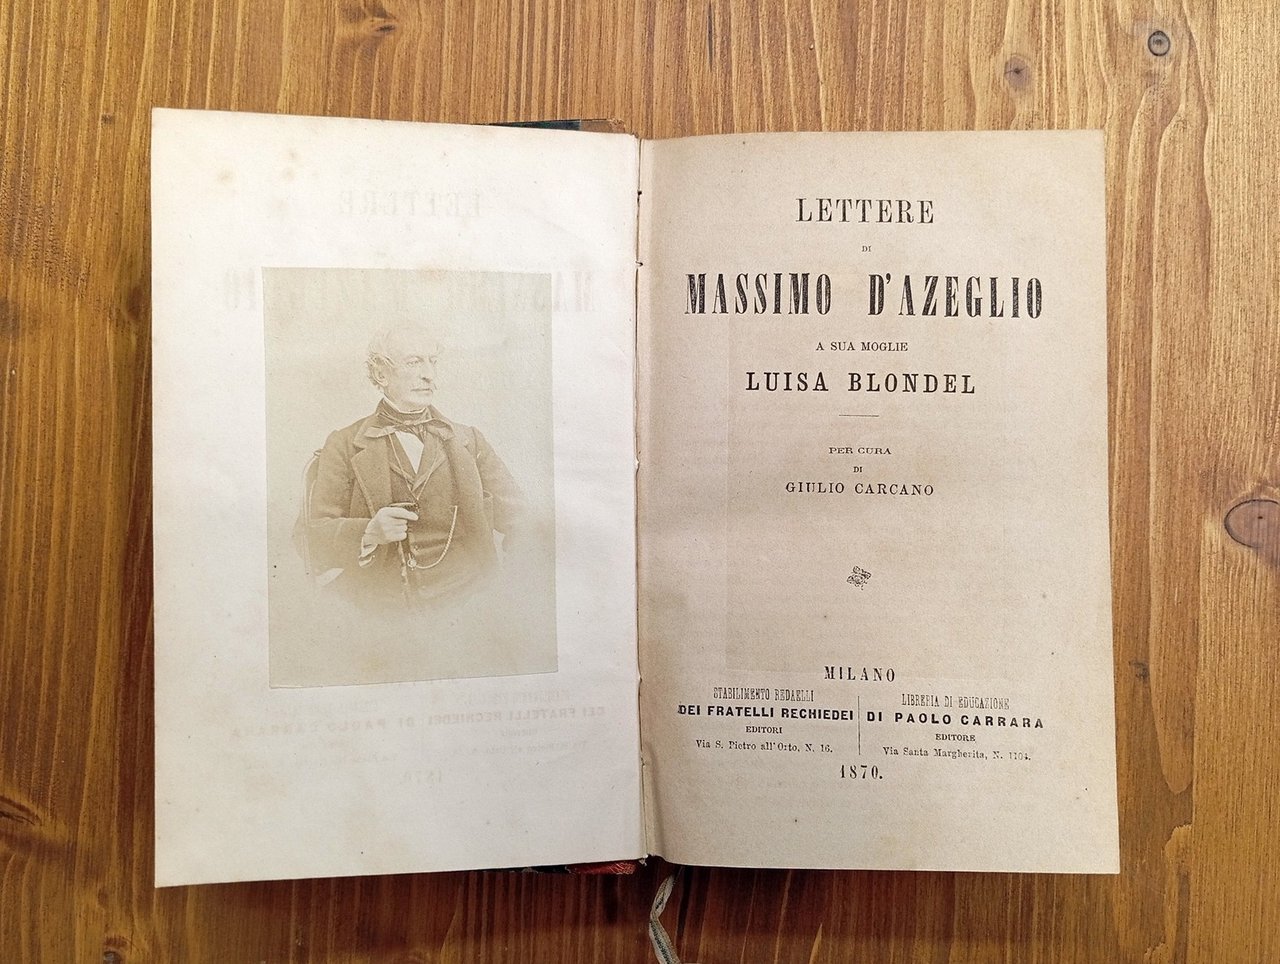 LETTERE
DI
MASSIMO D'AZEGLIO
A SUA MOGLIE
LUISA BLONDEL
PER CURA
DI
GIULIO CARCANO
MILANO
STABILIMENTO REDAELLI
DEI FRATELLI RECHIEDEI
EDITORI
Via S. Pietro all'Orto, N. 16.
LIBRERIA DI EDUCAZIONE
DI PAOLO CARRARA
EDITORE
Via Santa Margherita, N. 1104.
1870.